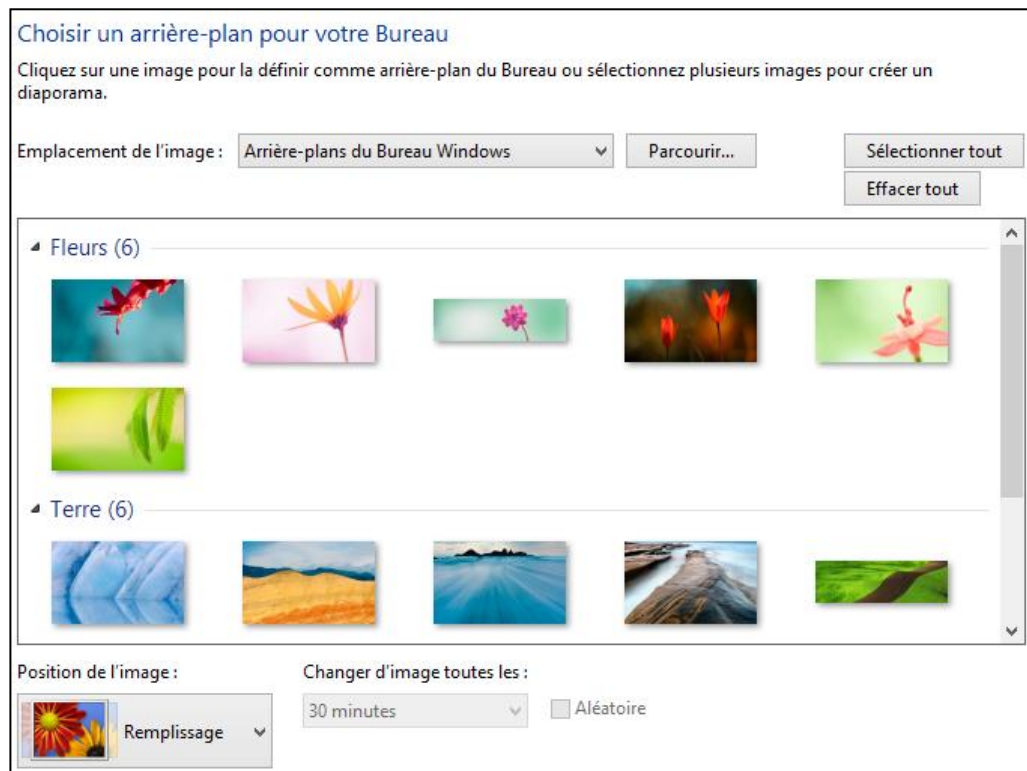 Choisir un arrière-plan pour votre Bureau
Cliquez sur une image pour la définir comme arrière-plan du Bureau ou sélectionnez plusieurs images pour créer un
diaporama.
Emplacement de l'image : Arrière-plans du Bureau Windows Parcourir... Sélectionner tout
Effacer tout
Fleurs (6)
Terre (6)
Position de l'image : Changer d'image toutes les :
Remplissage 30 minutes Aléatoire